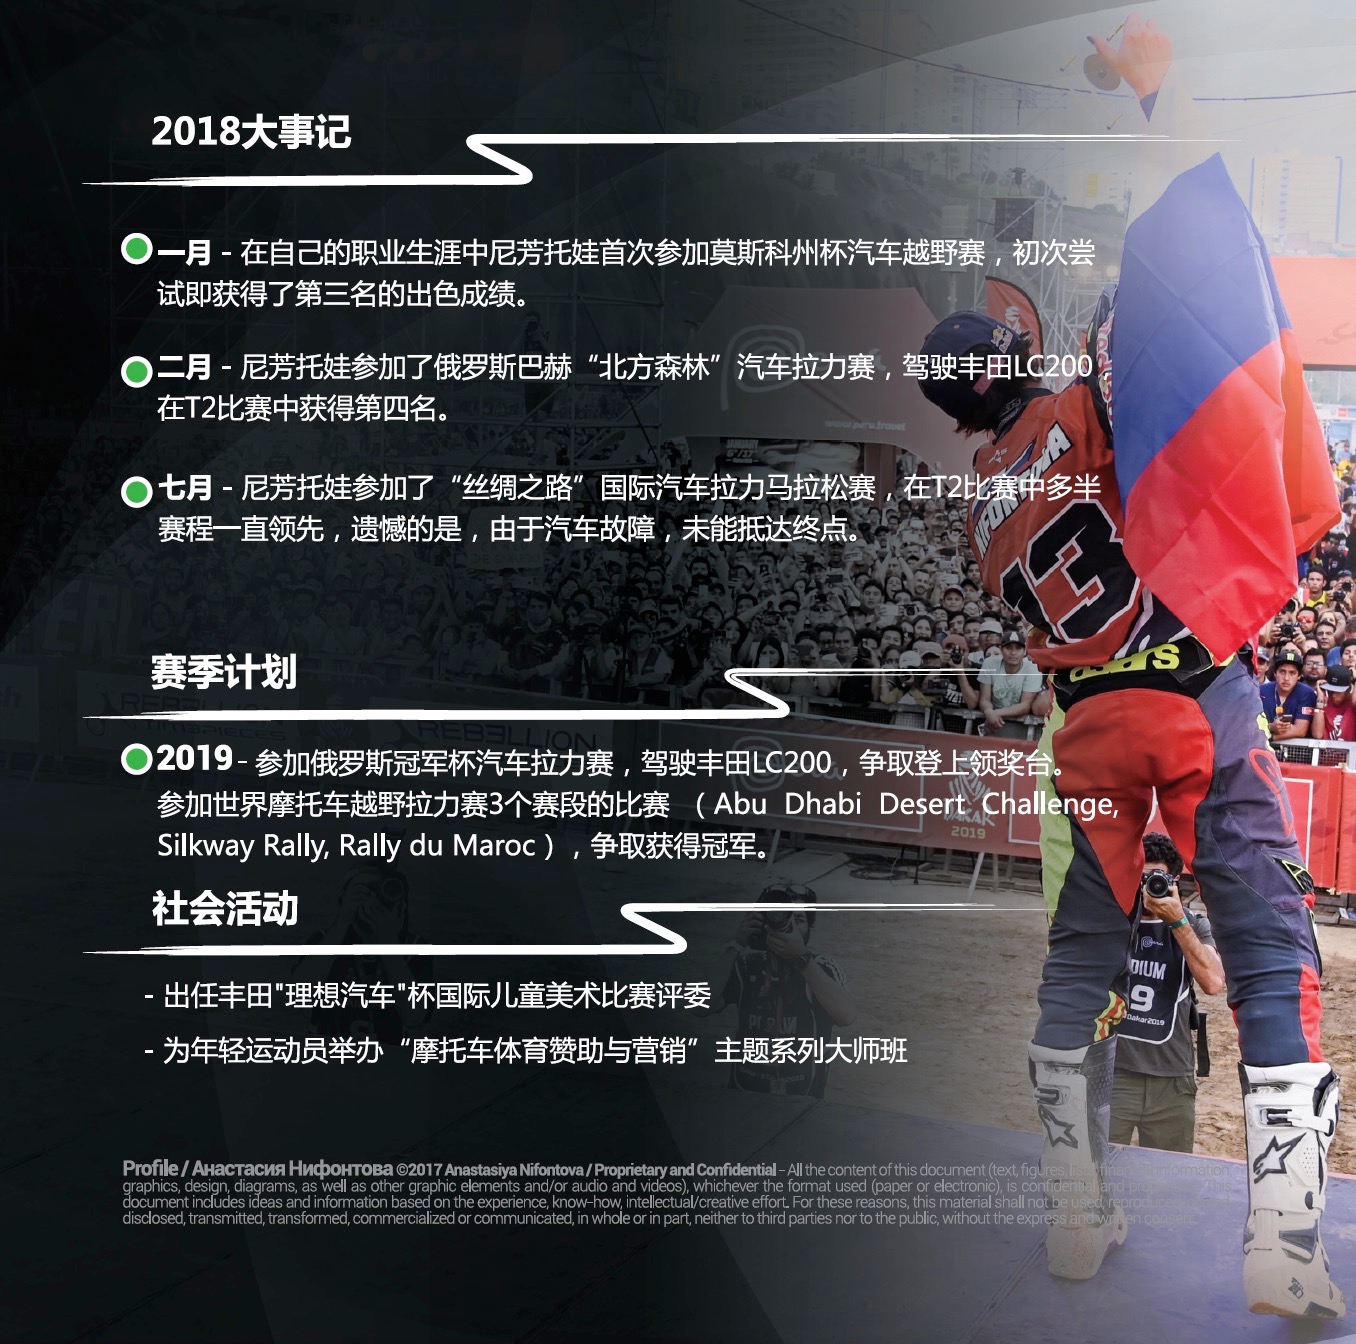 2018大事记
一月 - 在自己的职业生涯中尼芳托娃首次参加莫斯科州杯汽车越野赛，初次尝
试即获得了第三名的出色成绩。
二月 - 尼芳托娃参加了俄罗斯巴赫“北方森林”汽车拉力赛，驾驶丰田LC200，
在T2比赛中获得第四名。
七月 - 尼芳托娃参加了“丝绸之路”国际汽车拉力马拉松赛，在T2比赛中多半
赛程一直领先，遗憾的是，由于汽车故障，未能抵达终点。
NIFONTOVA
13
www.peru.travel
赛季计划
REBELLION
REBELLION
TIMEPIECES
2019 - 参加俄罗斯冠军杯汽车拉力赛，驾驶丰田LC200，争取登上领奖台。
参加世界摩托车越野拉力赛3个赛段的比赛 （Abu Dhabi Desert Challenge,
Silkway Rally, Rally du Maroc），争取获得冠军。
DAKAR
2019
社会活动
- 出任丰田"理想汽车"杯国际儿童美术比赛评委
- 为年轻运动员举办“摩托车体育赞助与营销”主题系列大师班
DIUM
9
Dakar2019
Profile / Анастасия Нифонтова ©2017 Anastasiya Nifontova / Proprietary and Confidential - All the content of this document (text, figures, lists, financial information,
graphics, design, diagrams, as well as other graphic elements and/or audio and videos), whichever the format used (paper or electronic), is confidential and This
document includes ideas and information based on the experience, know-how, intellectual/creative effort. For these reasons, this material shall not be used,
disclosed, transmitted, transformed, commercialized or communicated, in whole or in part, neither to third parties nor to the public, without the express and written consent